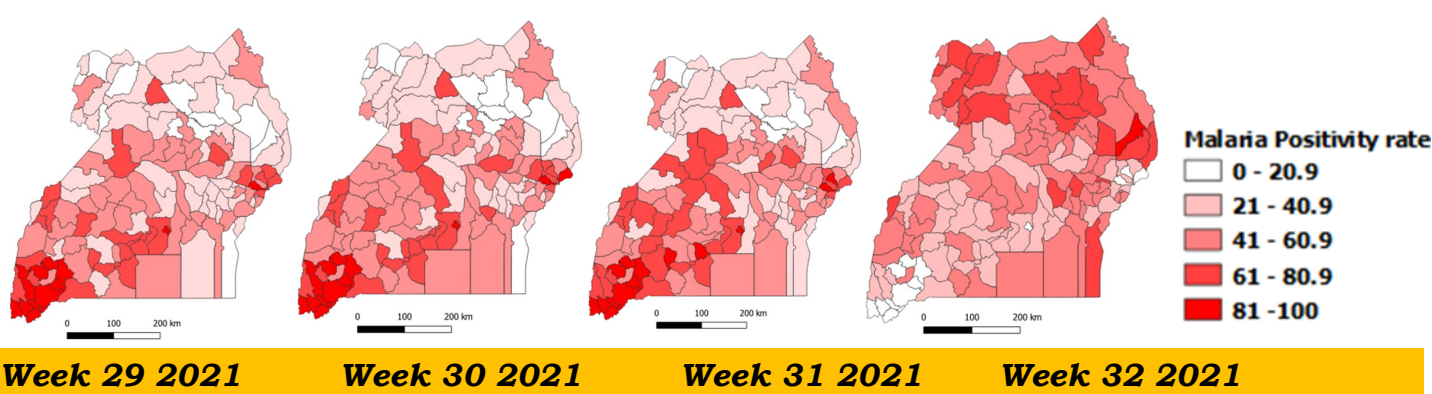 Malaria Positivity rate
0 - 20.9
21 - 40.9
41 - 60.9
61 - 80.9
81 -100
0 100 200 km
0 100 200 km
0 100 200 km
0 100 200 km
Week 29 2021
Week 30 2021
Week 31 2021
Week 32 2021